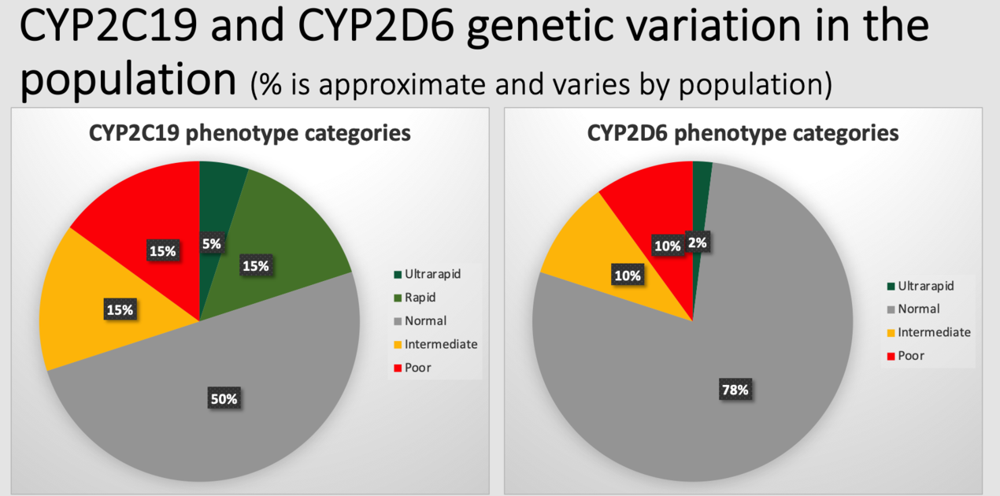 CYP2C19 and CYP2D6 genetic variation in the
population (% is approximate and varies by population)
CYP2C19 phenotype categories
5%
15%
15%
15%
50%
Ultrarapid
Rapid
Normal
Intermediate
Poor
CYP2D6 phenotype categories
10%
2%
10%
78%
Ultrarapid
Normal
Intermediate
Poor